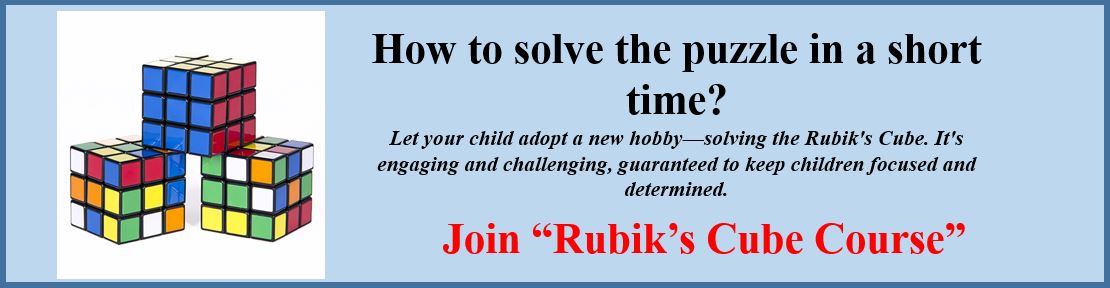 How to solve the puzzle in a short
time?
Let your child adopt a new hobby—solving the Rubik's Cube. It's
engaging and challenging, guaranteed to keep children focused and
determined.
Join “Rubik’s Cube Course”